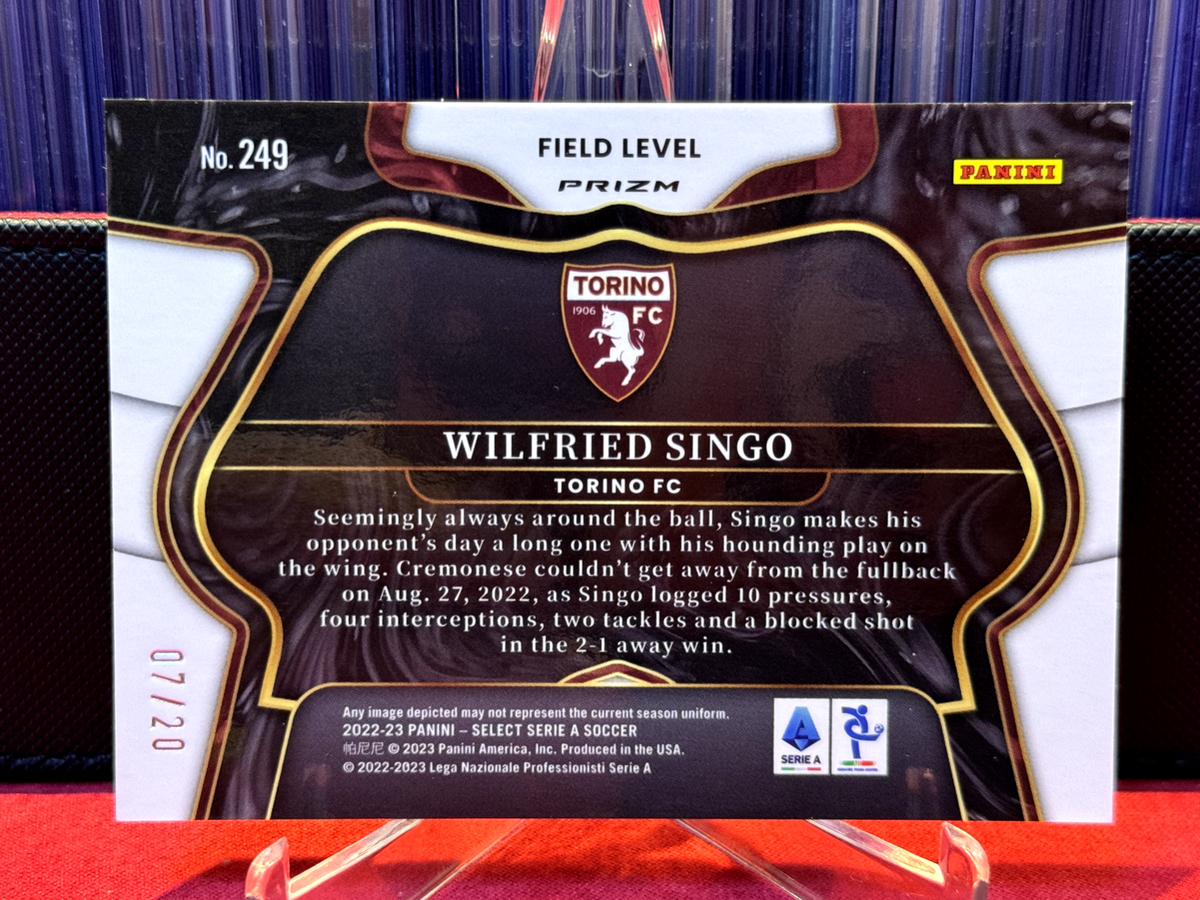 No. 249
FIELD LEVEL
PRIZM
PANINI
TORINO
1906 FC
WILFRIED SINGO
TORINO FC
Seemingly always around the ball, Singo makes his
opponent's day a long one with his hounding play on
the wing. Cremonese couldn't get away from the fullback
on Aug. 27, 2022, as Singo logged 10 pressures,
four interceptions, two tackles and a blocked shot
in the 2-1 away win.
07/20
Any image depicted may not represent the current season uniform.
2022-23 PANINI – SELECT SERIE A SOCCER
帕尼尼 © 2023 Panini America, Inc. Produced in the USA.
© 2022-2023 Lega Nazionale Professionisti Serie A
SERIE A